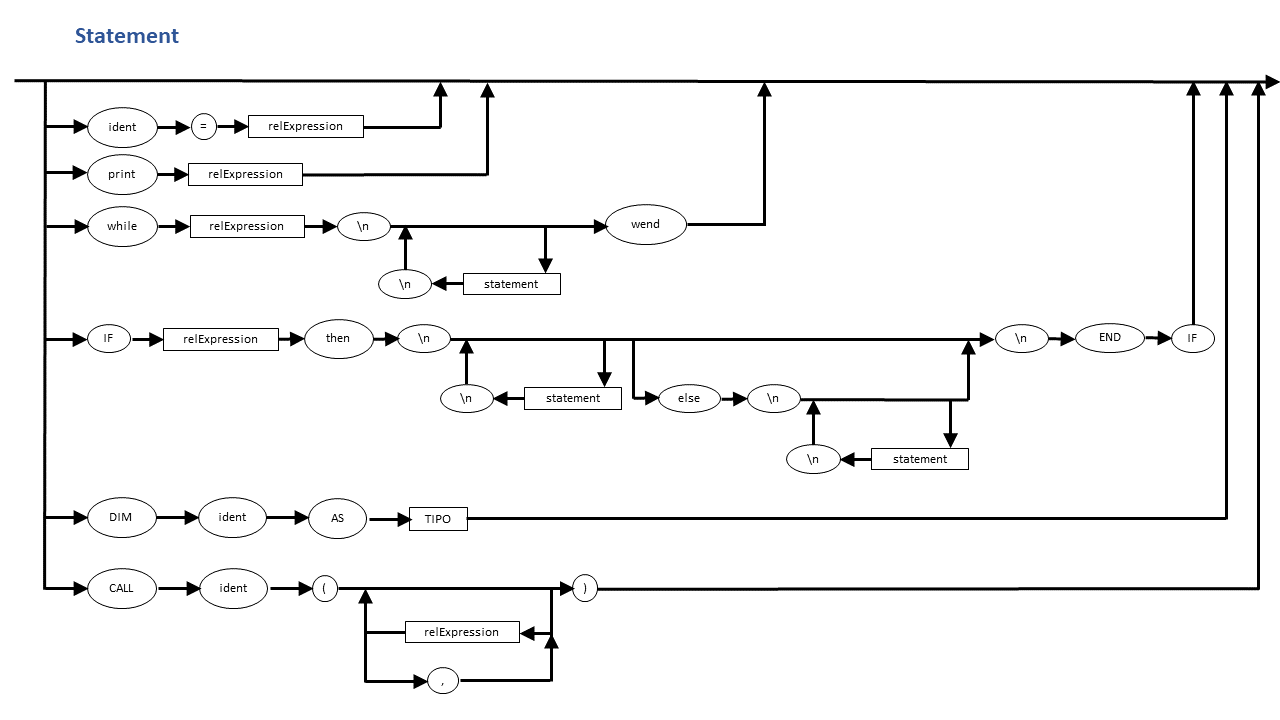 Statement
ident = relExpression
print relExpression
while relExpression \n wend
\n statement
IF relExpression then \n \n END IF
\n statement else \n
\n statement
DIM ident AS TIPO
CALL ident ( )
relExpression
,